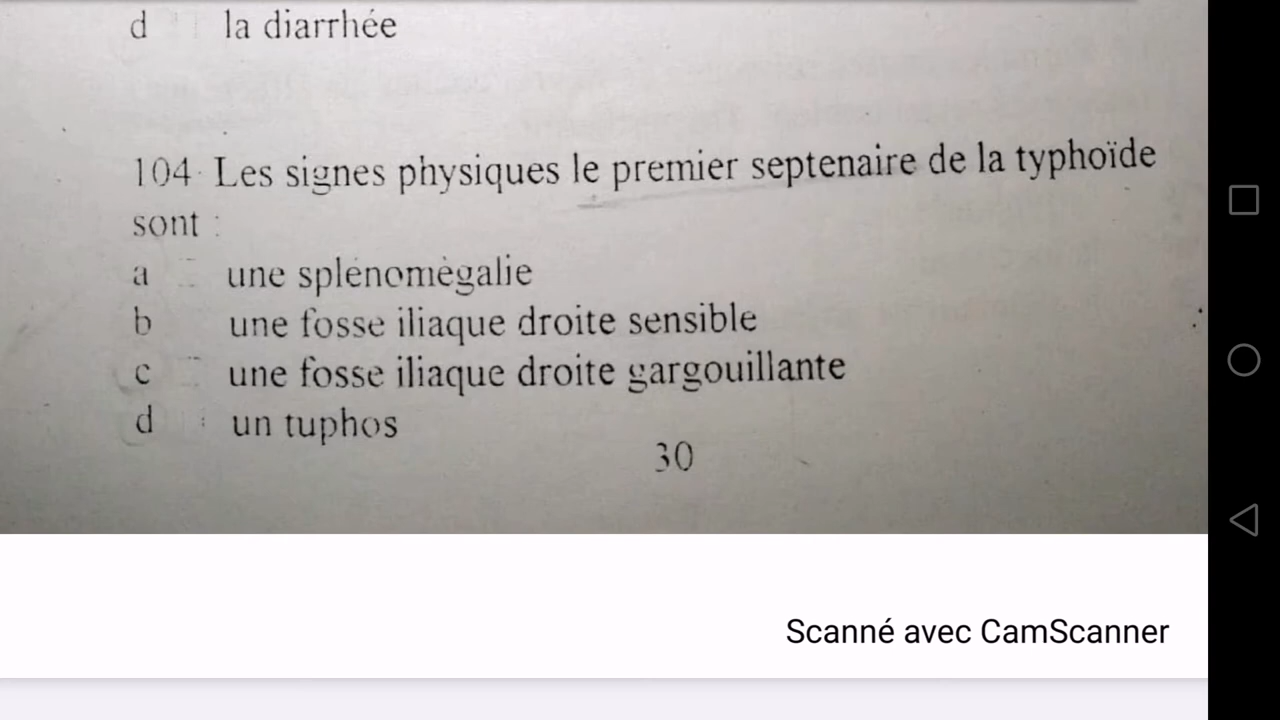 d la diarrhée
104- Les signes physiques le premier septenaire de la typhoïde
sont :
a une splénomégalie
b une fosse iliaque droite sensible
c une fosse iliaque droite gargouillante
d un tuphos
30
Scanné avec CamScanner